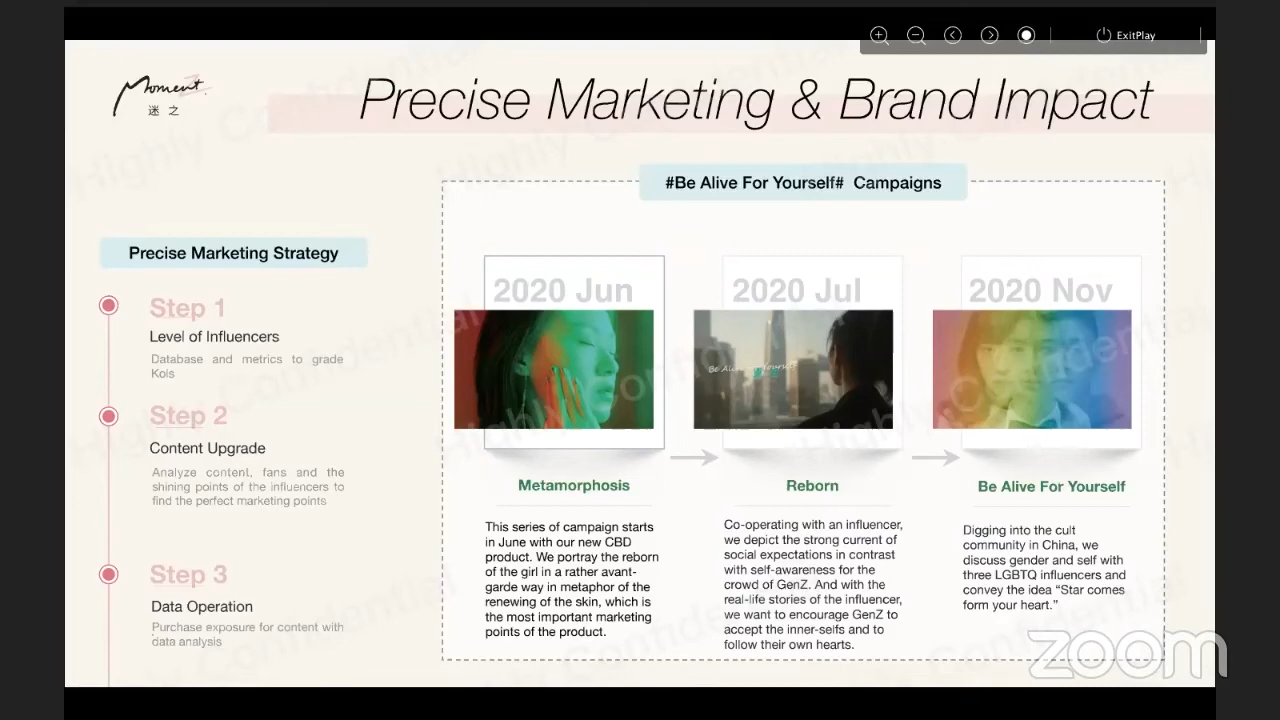 ExitPlay
Moment
迷之
Precise Marketing & Brand Impact
#Be Alive For Yourself# Campaigns
Precise Marketing Strategy
Step 1
Level of Influencers
Database and metrics to grade
Kols
Step 2
Content Upgrade
Analyze content, fans and the
shining points of the influencers to
find the perfect marketing points
Step 3
Data Operation
Purchase exposure for content with
data analysis
2020 Jun
Metamorphosis
This series of campaign starts
in June with our new CBD
product. We portray the reborn
of the girl in a rather avant-
garde way in metaphor of the
renewing of the skin, which is
the most important marketing
points of the product.
2020 Jul
Be Alive For Yourself
Reborn
Co-operating with an influencer,
we depict the strong current of
social expectations in contrast
with self-awareness for the
crowd of GenZ. And with the
real-life stories of the influencer,
we want to encourage GenZ to
accept the inner-selfs and to
follow their own hearts.
2020 Nov
Be Alive For Yourself
Digging into the cult
community in China, we
discuss gender and self with
three LGBTQ influencers and
convey the idea “Star comes
form your heart.”
Highly Confidential
zoom